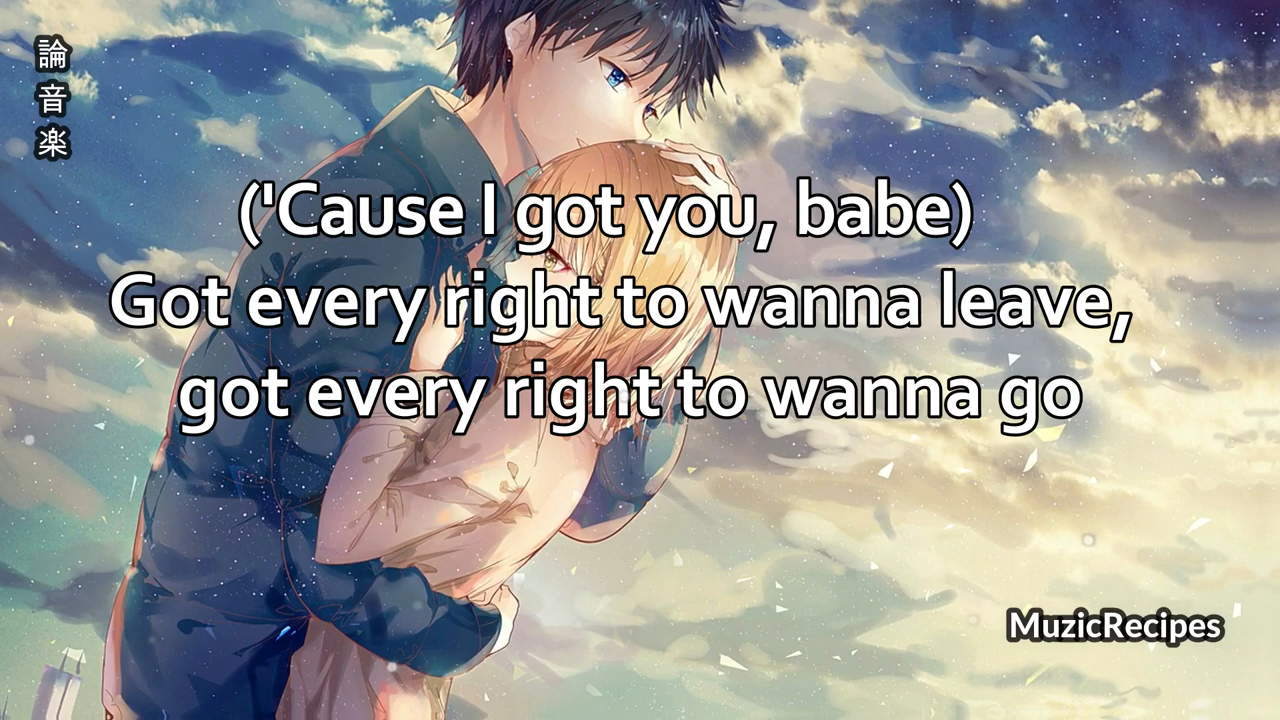 論音楽
('Cause I got you, babe)
Got every right to wanna leave,
got every right to wanna go
MuzicRecipes